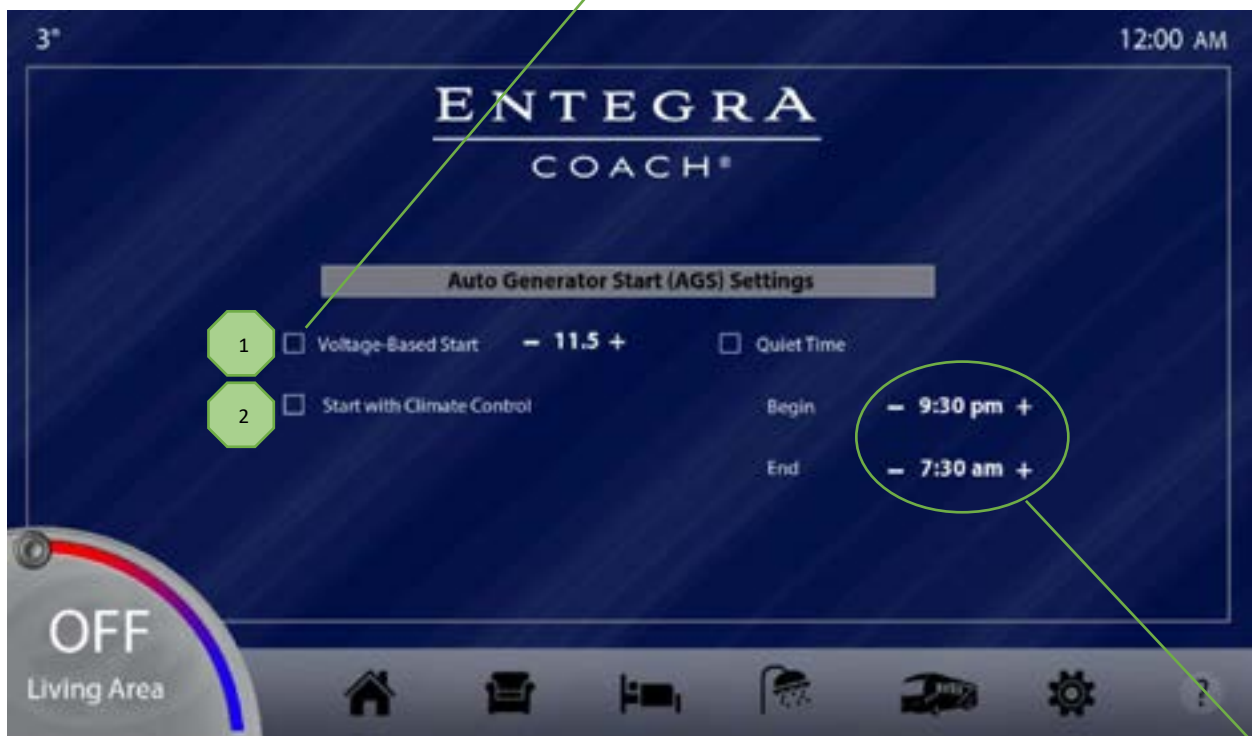 3° 12:00 AM
ENTEGRA
COACH®
Auto Generator Start (AGS) Settings
1 Voltage-Based Start – 11.5 + Quiet Time
2 Start with Climate Control Begin – 9:30 pm +
End – 7:30 am +
OFF
Living Area
?